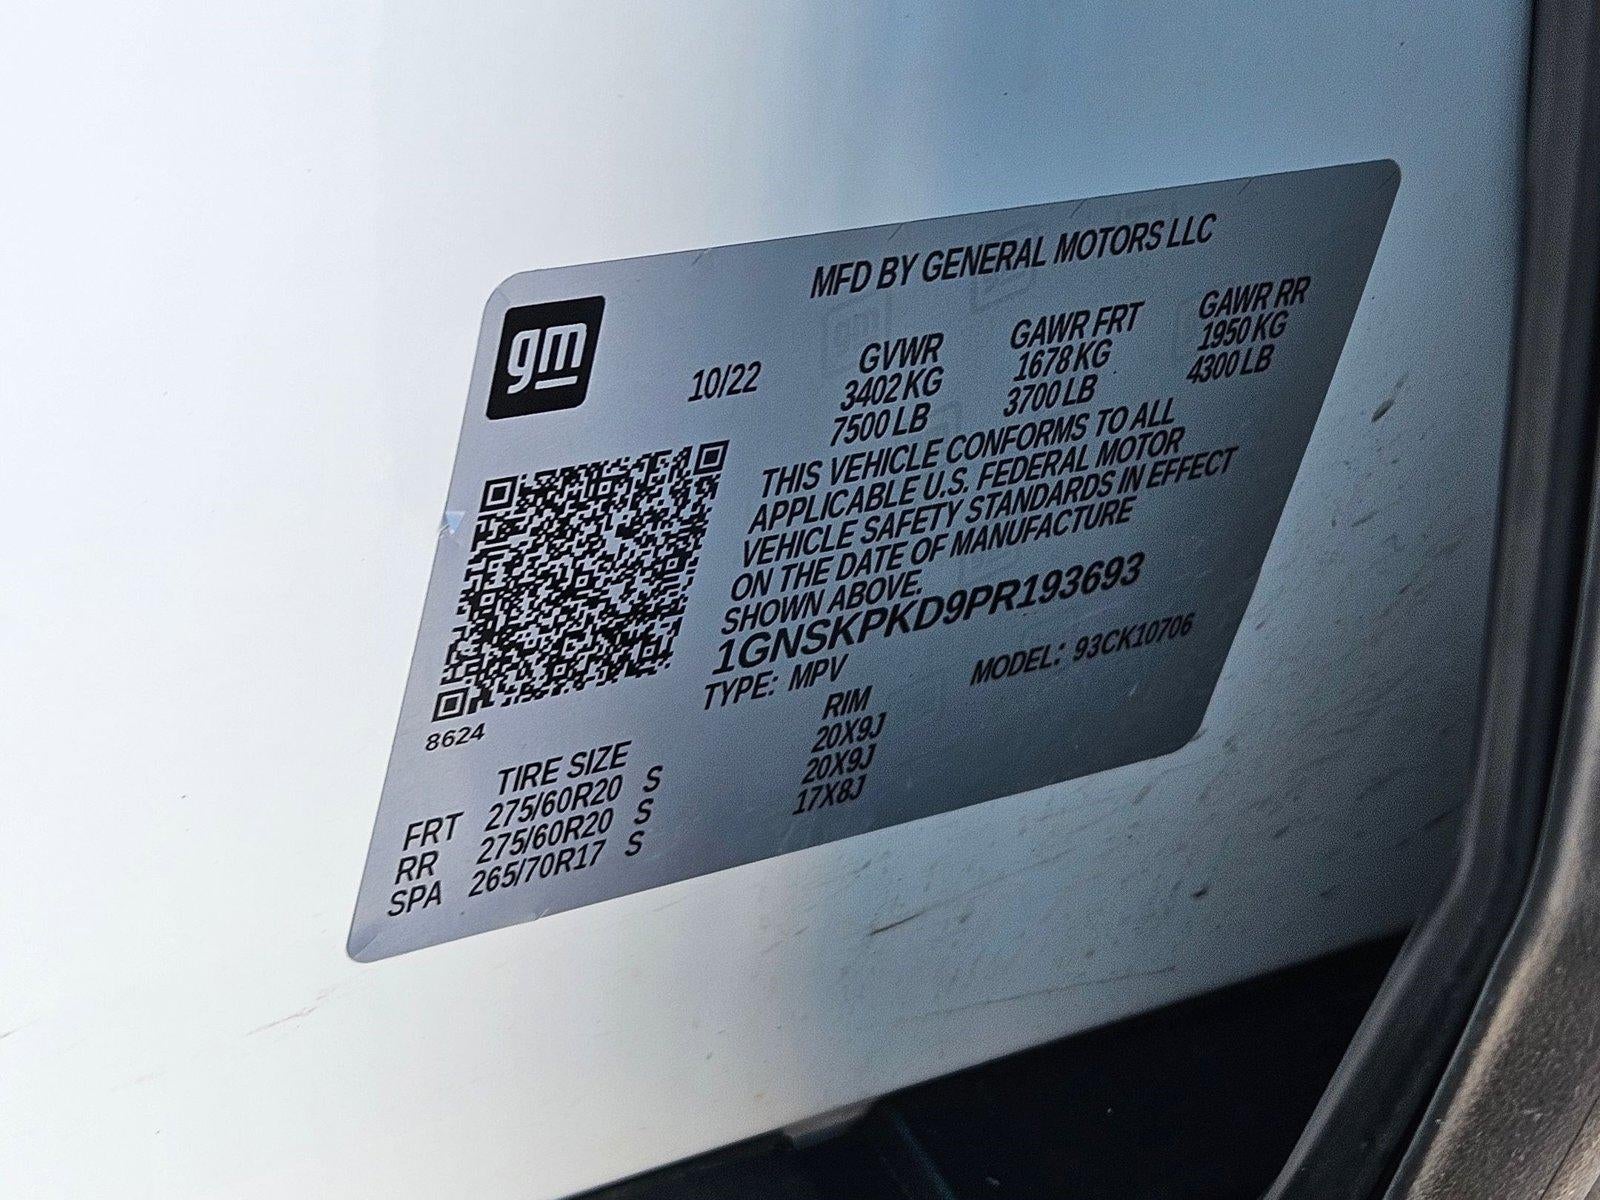 MFD BY GENERAL MOTORS LLC
gm
10/22
GVWR GAWR FRT GAWR RR
3402 KG 1678 KG 1950 KG
7500 LB 3700 LB 4300 LB
THIS VEHICLE CONFORMS TO ALL
APPLICABLE U.S. FEDERAL MOTOR
VEHICLE SAFETY STANDARDS IN EFFECT
ON THE DATE OF MANUFACTURE
SHOWN ABOVE.
1GNSKPKD9PR193693
TYPE: MPV MODEL: 93CK10706
8624
TIRE SIZE RIM
FRT 275/60R20 S 20X9J
RR 275/60R20 S 20X9J
SPA 265/70R17 S 17X8J